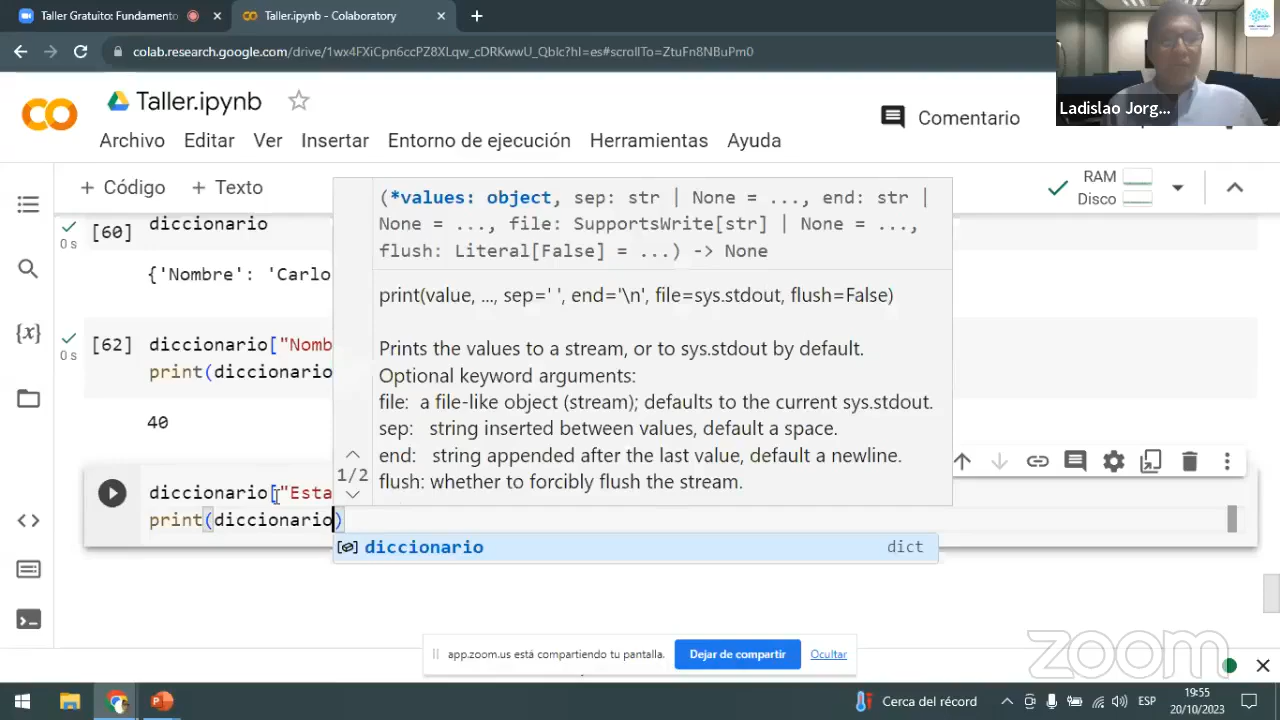 Taller Gratuito: Fundamento
Taller.ipynb - Colaboratory
colab.research.google.com/drive/1wx4FXiCpn6ccPZ8XLqw_cDRKwwU_Qblc?hl=es#scrollTo=ZtuFn8NBuPm0
Ladislao Jorg...
Taller.ipynb
Comentario
Archivo Editar Ver Insertar Entorno de ejecución Herramientas Ayuda
+ Código + Texto
RAM
Disco
(*values: object, sep: str | None = ..., end: str |
None = ..., file: SupportsWrite[str] | None = ...,
flush: Literal[False] = ...) -> None
print(value, ..., sep=' ', end='\n', file=sys.stdout, flush=False)
Prints the values to a stream, or to sys.stdout by default.
Optional keyword arguments:
file: a file-like object (stream); defaults to the current sys.stdout.
sep: string inserted between values, default a space.
end: string appended after the last value, default a newline.
flush: whether to forcibly flush the stream.
1/2
0 s
[60]
diccionario
{'Nombre': 'Carlo
0 s
[62]
diccionario["Nomb
print(diccionario
40
diccionario["Esta
print(diccionario)
diccionario dict
app.zoom.us está compartiendo tu pantalla.
Dejar de compartir
Ocultar
zoom
Cerca del récord
ESP
19:55
20/10/2023